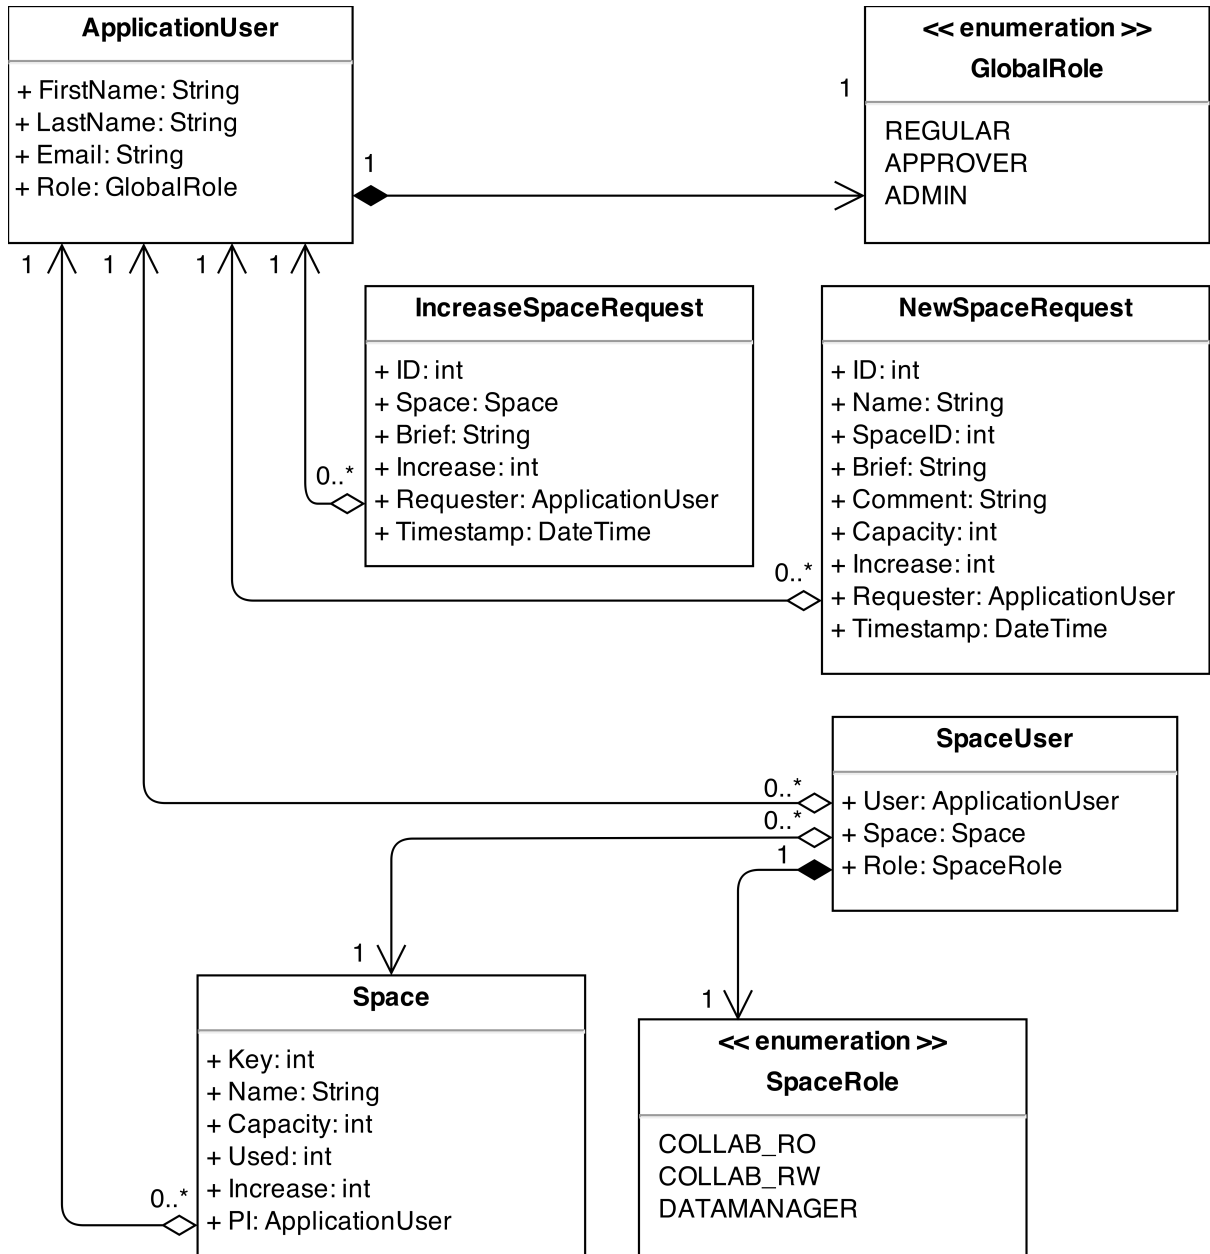 ApplicationUser
+ FirstName: String
+ LastName: String
+ Email: String
+ Role: GlobalRole
1
1
<< enumeration >>
GlobalRole
REGULAR
APPROVER
ADMIN
1
1
1
1
IncreaseSpaceRequest
+ ID: int
+ Space: Space
+ Brief: String
+ Increase: int
+ Requester: ApplicationUser
+ Timestamp: DateTime
0..*
NewSpaceRequest
+ ID: int
+ Name: String
+ SpaceID: int
+ Brief: String
+ Comment: String
+ Capacity: int
+ Increase: int
+ Requester: ApplicationUser
+ Timestamp: DateTime
0..*
SpaceUser
+ User: ApplicationUser
+ Space: Space
+ Role: SpaceRole
0..*
0..*
1
1
1
Space
+ Key: int
+ Name: String
+ Capacity: int
+ Used: int
+ Increase: int
+ PI: ApplicationUser
0..*
<< enumeration >>
SpaceRole
COLLAB_RO
COLLAB_RW
DATAMANAGER